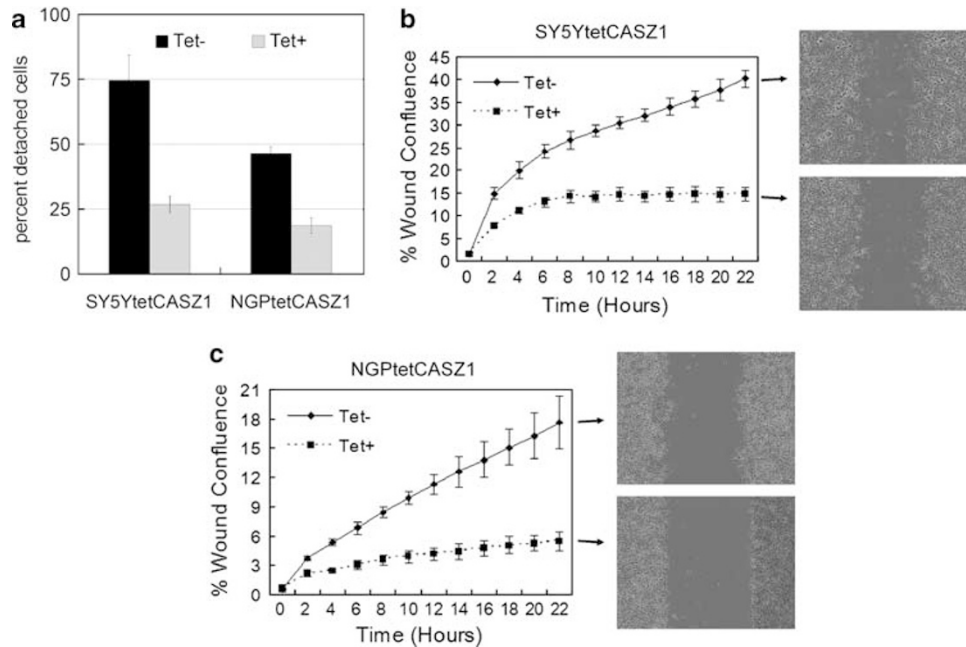 a
percent detached cells
100
75
50
25
0
Tet-
Tet+
SY5YtetCASZ1
NGPtetCASZ1
b
SY5YtetCASZ1
% Wound Confluence
45
40
35
30
25
20
15
10
5
0
Tet-
Tet+
0 2 4 6 8 10 12 14 16 18 20 22
Time (Hours)
c
NGPtetCASZ1
% Wound Confluence
21
18
15
12
9
6
3
0
Tet-
Tet+
0 2 4 6 8 10 12 14 16 18 20 22
Time (Hours)